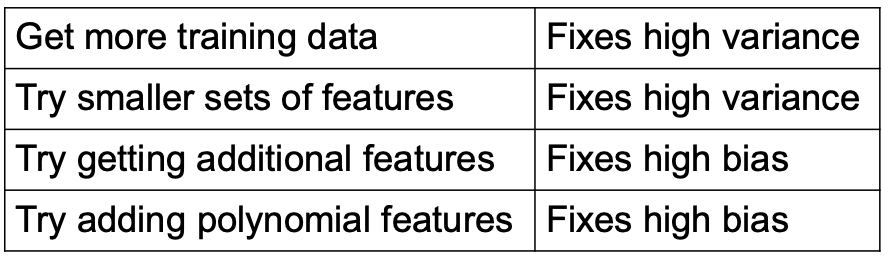 Get more training data Fixes high variance
Try smaller sets of features Fixes high variance
Try getting additional features Fixes high bias
Try adding polynomial features Fixes high bias